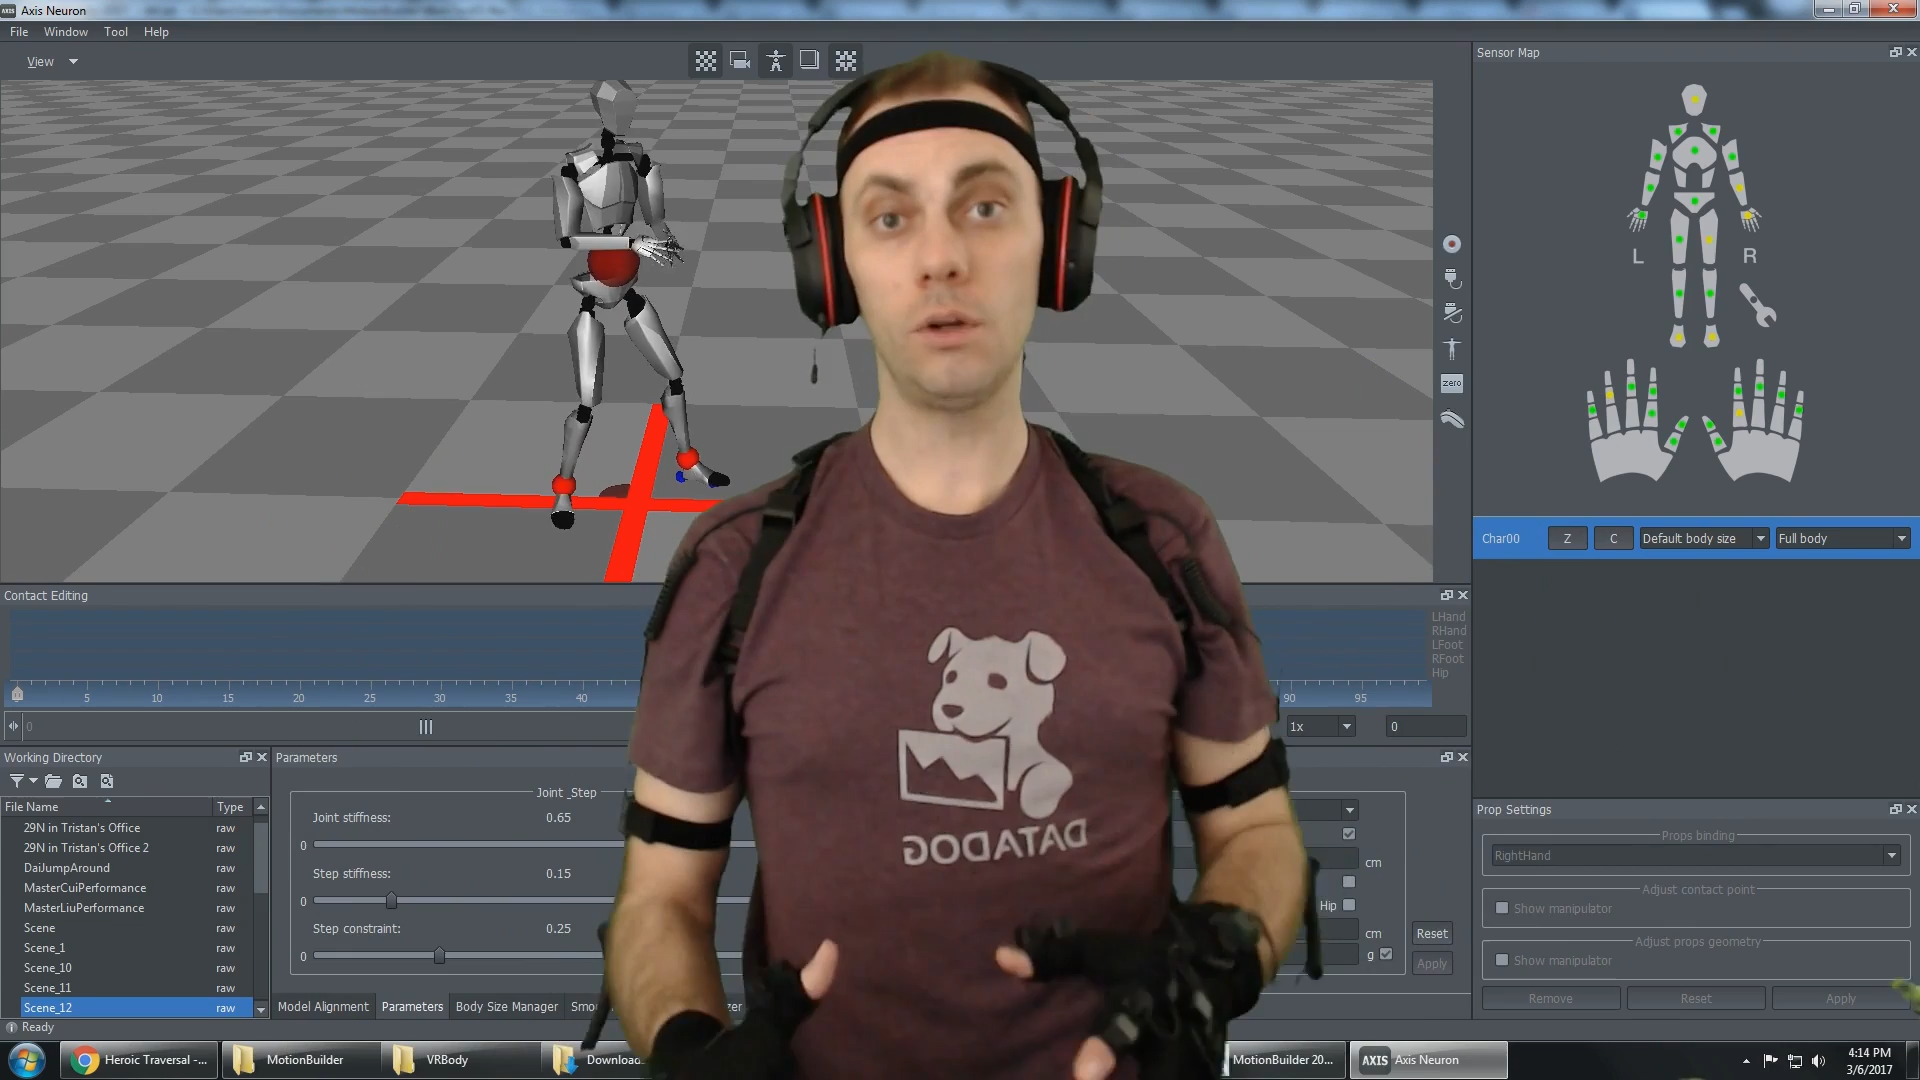 AXIS Axis Neuron
File Window Tool Help
View
Sensor Map
L R
zero
Char00 Z C Default body size Full body
Contact Editing
LHand
RHand
LFoot
RFoot
Hip
5 10 15 20 25 30 35 40 90 95
0 1x 0
Working Directory
File Name Type
29N in Tristan's Office raw
29N in Tristan's Office 2 raw
DaiJumpAround raw
MasterCuiPerformance raw
MasterLiuPerformance raw
Scene raw
Scene_1 raw
Scene_10 raw
Scene_11 raw
Scene_12 raw
Parameters
Joint _Step
Joint stiffness: 0.65
0
Step stiffness: 0.15
0
Step constraint: 0.25
0
cm
Hip
cm
g
Reset
Apply
Model Alignment Parameters Body Size Manager
DATADOG
Prop Settings
Props binding
RightHand
Adjust contact point
Show manipulator
Adjust props geometry
Show manipulator
Remove Reset Apply
Ready
Heroic Traversal -... MotionBuilder VRBody MotionBuilder 20... AXIS Axis Neuron
4:14 PM
3/6/2017